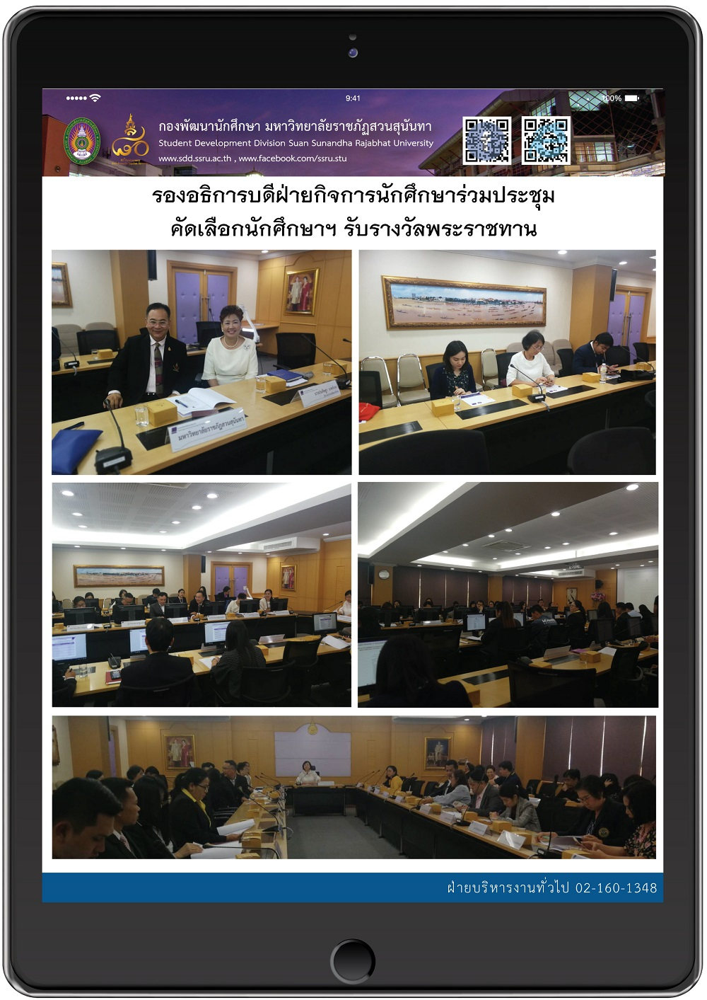 9:41
100%
กองพัฒนานักศึกษา มหาวิทยาลัยราชภัฏสวนสุนันทา
Student Development Division Suan Sunandha Rajabhat University
www.sdd.ssru.ac.th , www.facebook.com/ssru.stu
รองอธิการบดีฝ่ายกิจการนักศึกษาร่วมประชุม
คัดเลือกนักศึกษาฯ รับรางวัลพระราชทาน
มหาวิทยาลัยราชภัฏสวนสุนันทา
ฝ่ายบริหารงานทั่วไป 02-160-1348